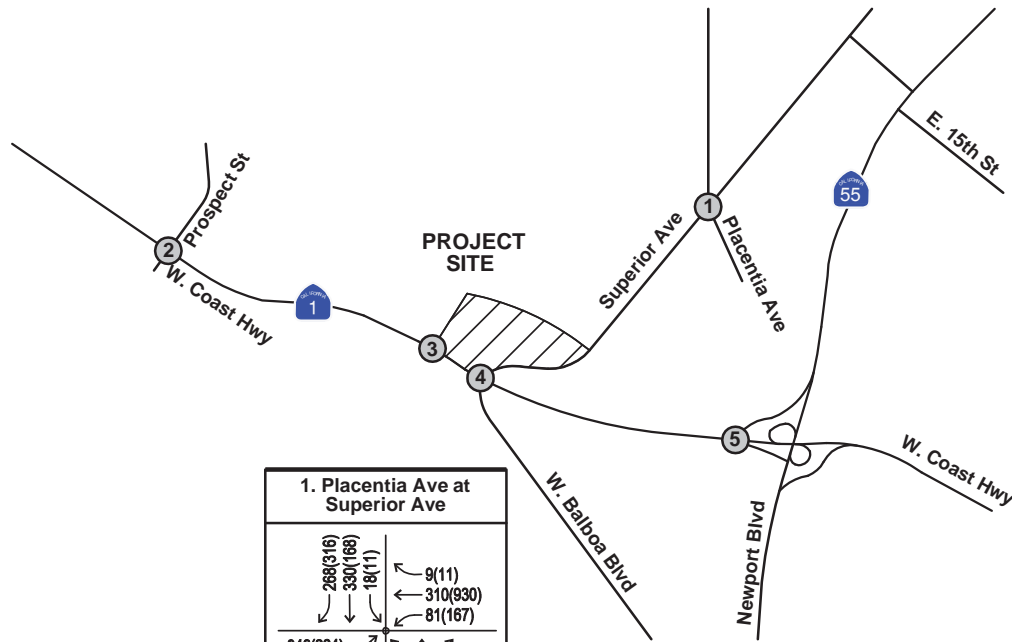 E. 15th St
55
1
Placentia Ave
Superior Ave
Prospect St
2
W. Coast Hwy
1
PROJECT
SITE
3
4
5
W. Coast Hwy
W. Balboa Blvd
Newport Blvd
1. Placentia Ave at
Superior Ave
268(316)
330(168)
18(11)
9(11)
310(930)
81(167)